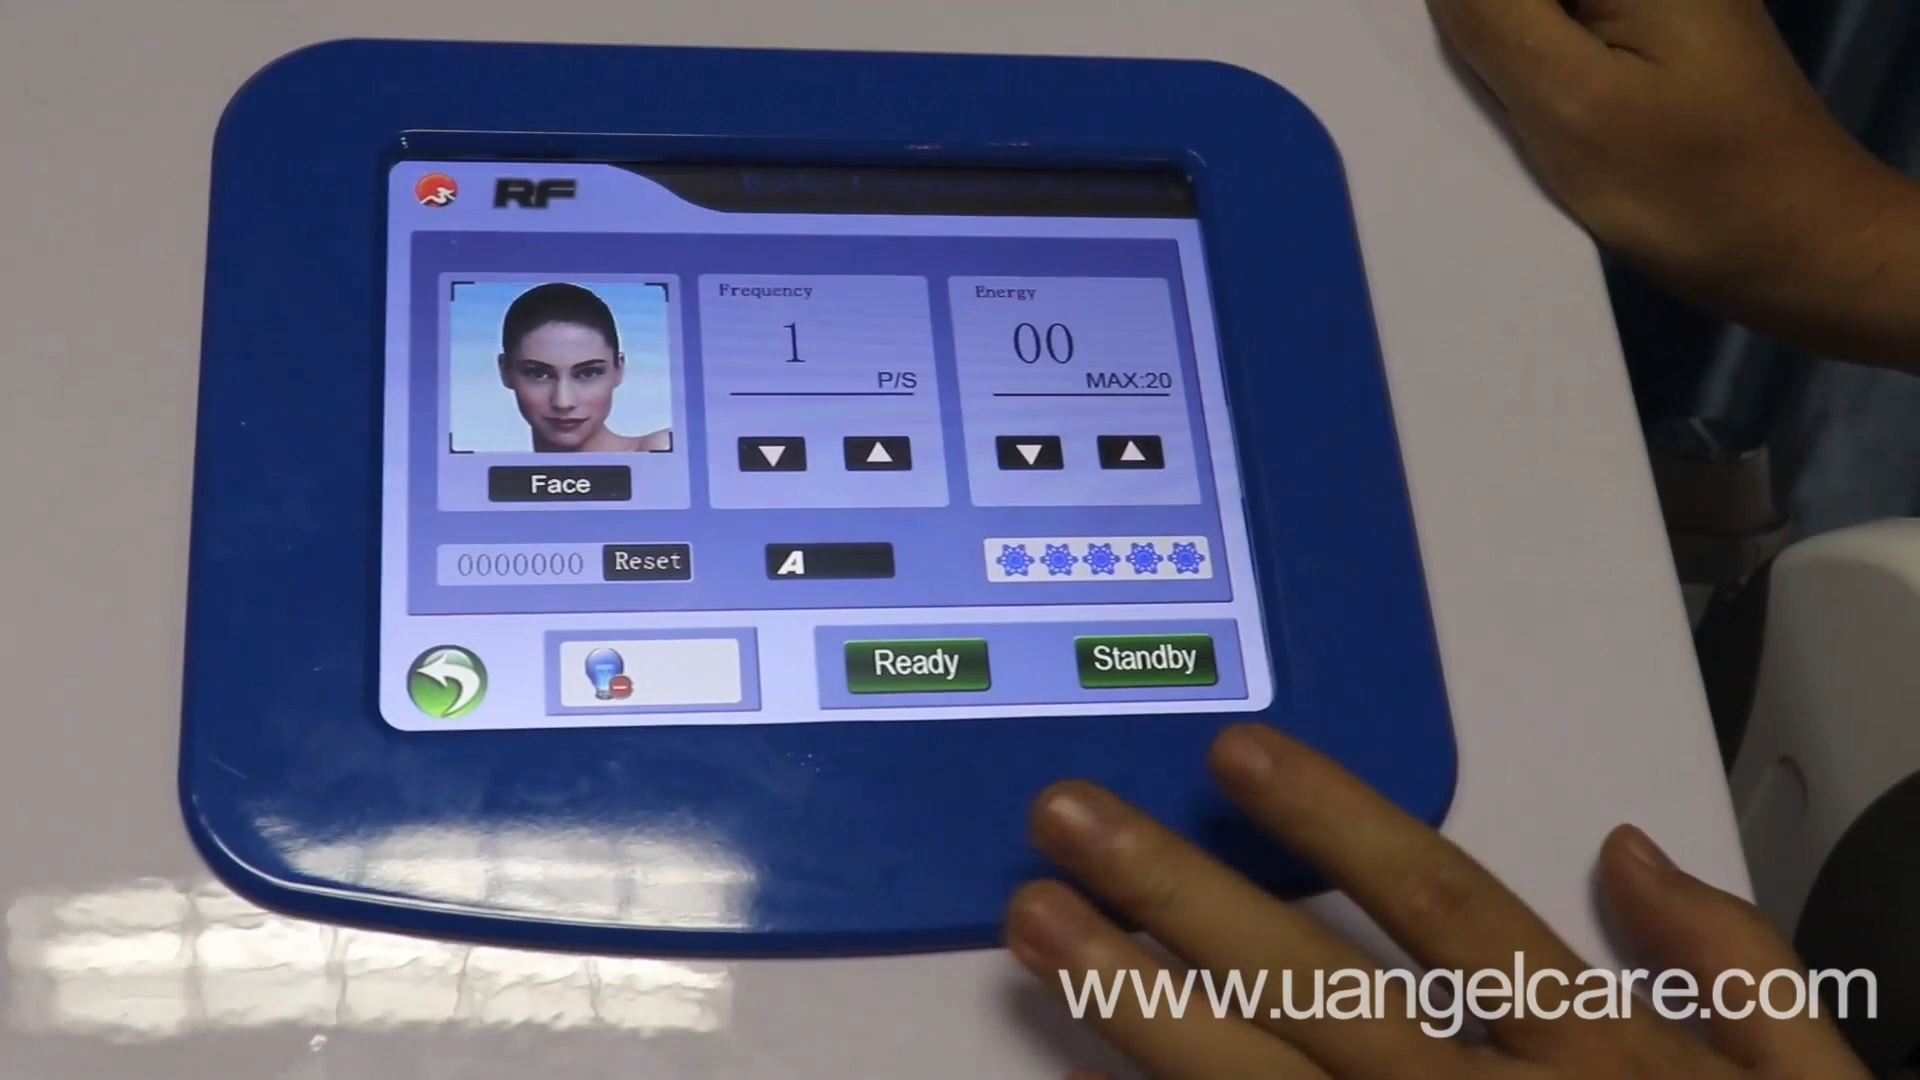 RF
Frequency
1
P/S
Energy
00
MAX:20
Face
0000000
Reset
A
Ready
Standby
www.uangelcare.com